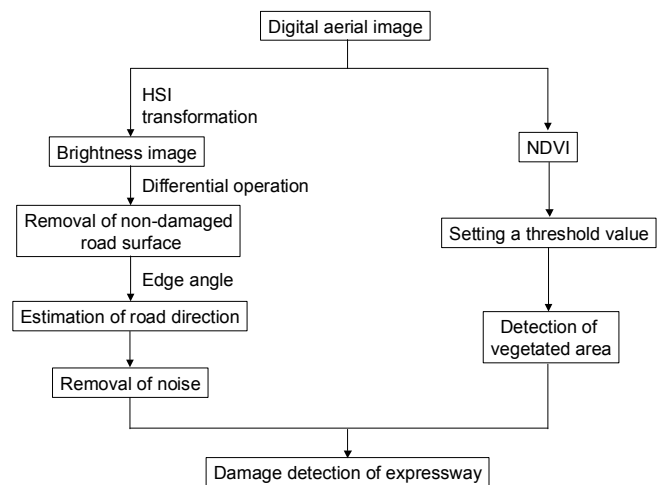 Digital aerial image
HSI
transformation
Brightness image
Differential operation
Removal of non-damaged
road surface
Edge angle
Estimation of road direction
Removal of noise
NDVI
Setting a threshold value
Detection of
vegetated area
Damage detection of expressway